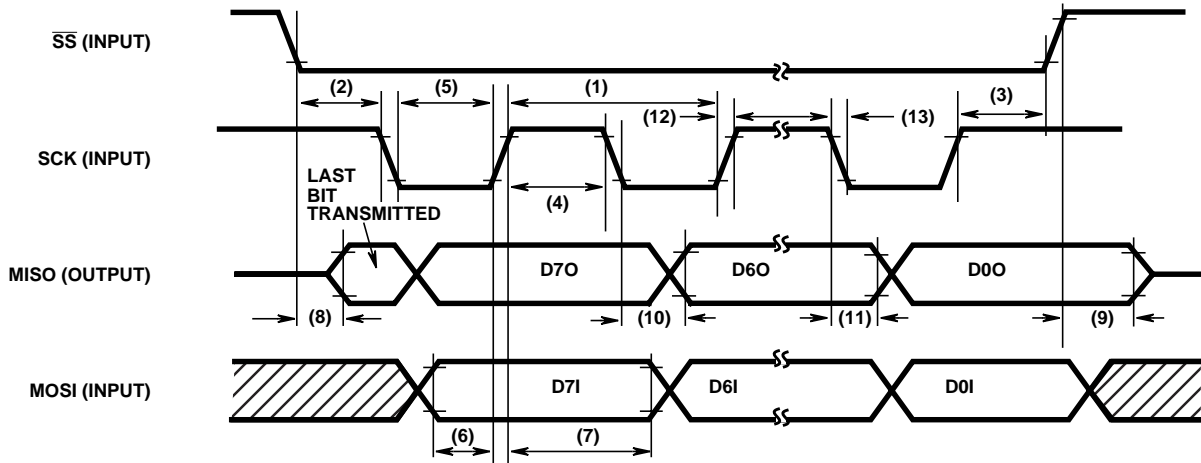 SS (INPUT)
(2)
(5)
(1)
(12)
(13)
(3)
SCK (INPUT)
(4)
LAST
BIT
TRANSMITTED
MISO (OUTPUT)
D7O
D6O
D0O
(8)
(10)
(11)
(9)
MOSI (INPUT)
D7I
D6I
D0I
(6)
(7)